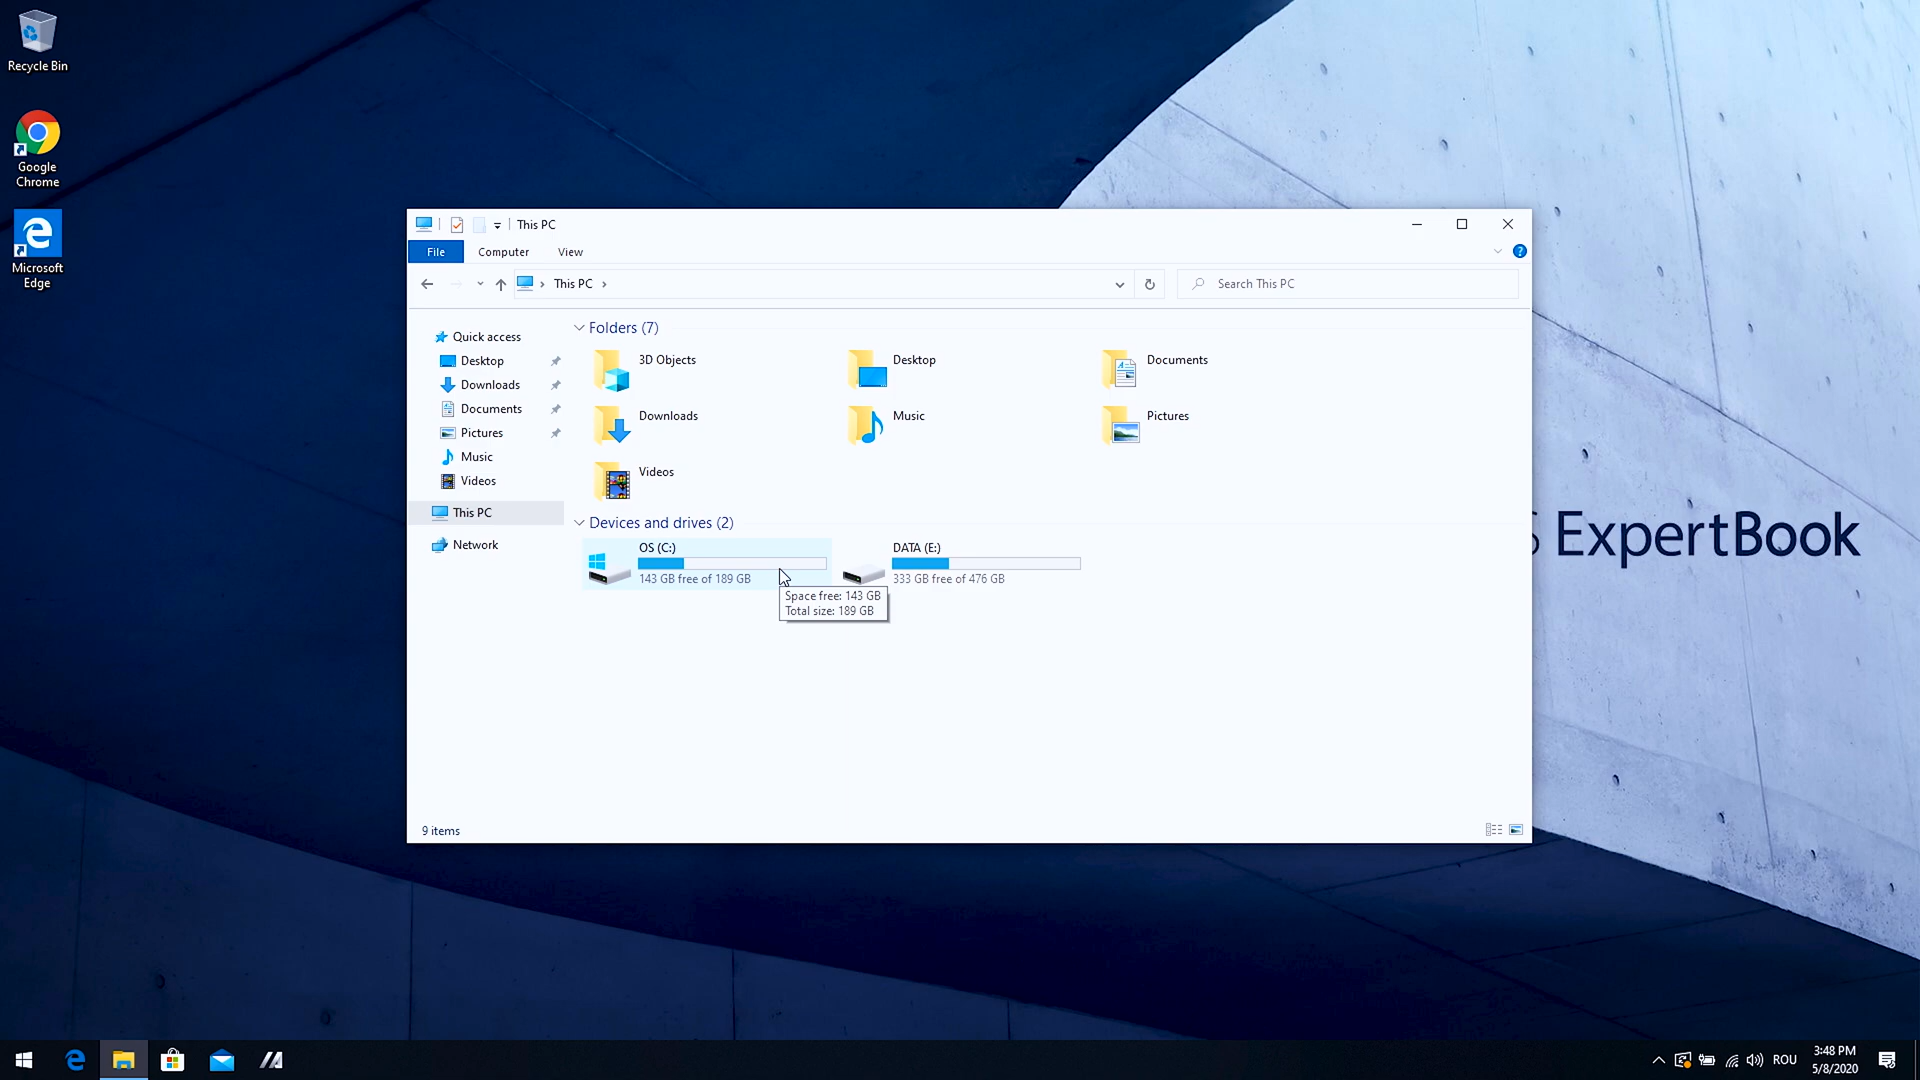 Recycle Bin
Google
Chrome
Microsoft
Edge
This PC
File
Computer
View
This PC
Search This PC
Quick access
Desktop
Downloads
Documents
Pictures
Music
Videos
This PC
Network
Folders (7)
3D Objects
Desktop
Documents
Downloads
Music
Pictures
Videos
Devices and drives (2)
OS (C:)
143 GB free of 189 GB
DATA (E:)
333 GB free of 476 GB
Space free: 143 GB
Total size: 189 GB
9 items
S ExpertBook
ROU
3:48 PM
5/8/2020